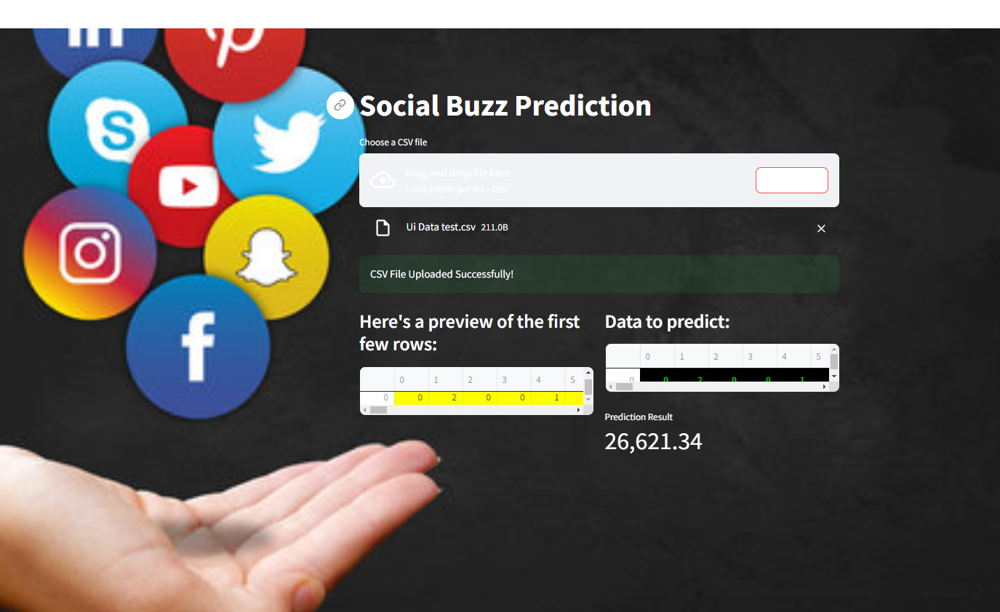 in
Social Buzz Prediction
Choose a CSV file
Drag and drop file here
Limit 200MB per file • CSV
Ui Data test.csv 211.0B
CSV File Uploaded Successfully!
Here's a preview of the first
few rows:
0 1 2 3 4 5
0 0 2 0 0 1
Data to predict:
0 1 2 3 4 5
0 0 2 0 0 1
Prediction Result
26,621.34